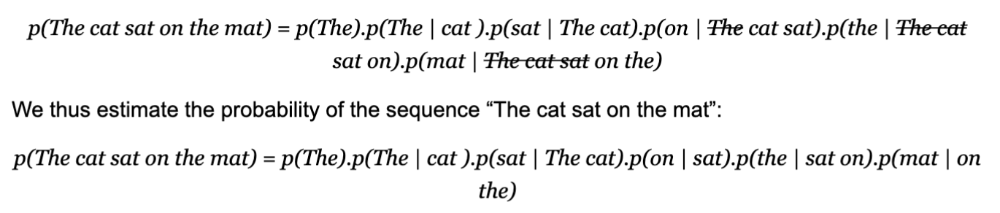 p(The cat sat on the mat) = p(The).p(The | cat ).p(sat | The cat).p(on | The cat sat).p(the | The cat
sat on).p(mat | The cat sat on the)
We thus estimate the probability of the sequence “The cat sat on the mat”:
p(The cat sat on the mat) = p(The).p(The | cat ).p(sat | The cat).p(on | sat).p(the | sat on).p(mat | on
the)